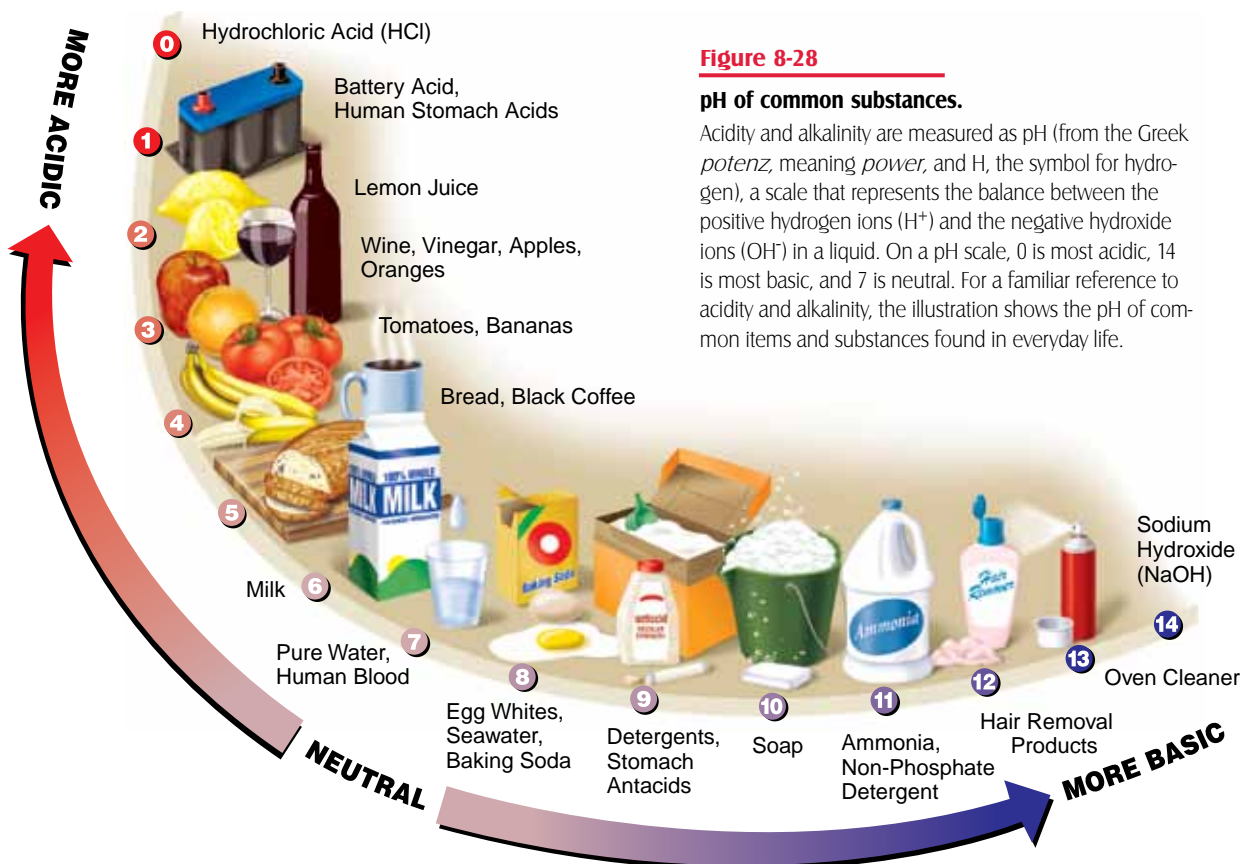 0
Hydrochloric Acid (HCl)
Battery Acid,
Human Stomach Acids
1
Lemon Juice
2
Wine, Vinegar, Apples,
Oranges
3
Tomatoes, Bananas
4
Bread, Black Coffee
5
100% WHOLE
MILK MILK
Milk
6
Pure Water,
Human Blood
7
Baking Soda
8
Egg Whites,
Seawater,
Baking Soda
9
Detergents,
Stomach
Antacids
10
Soap
Ammonia
11
Ammonia,
Non-Phosphate
Detergent
Hair
Remover
12
Hair Removal
Products
13
Oven Cleaner
Sodium
Hydroxide
(NaOH)
14
MORE ACIDIC
NEUTRAL
MORE BASIC
Figure 8-28
pH of common substances.
Acidity and alkalinity are measured as pH (from the Greek
potenz, meaning power, and H, the symbol for hydro-
gen), a scale that represents the balance between the
positive hydrogen ions (H⁺) and the negative hydroxide
ions (OH⁻) in a liquid. On a pH scale, 0 is most acidic, 14
is most basic, and 7 is neutral. For a familiar reference to
acidity and alkalinity, the illustration shows the pH of com-
mon items and substances found in everyday life.